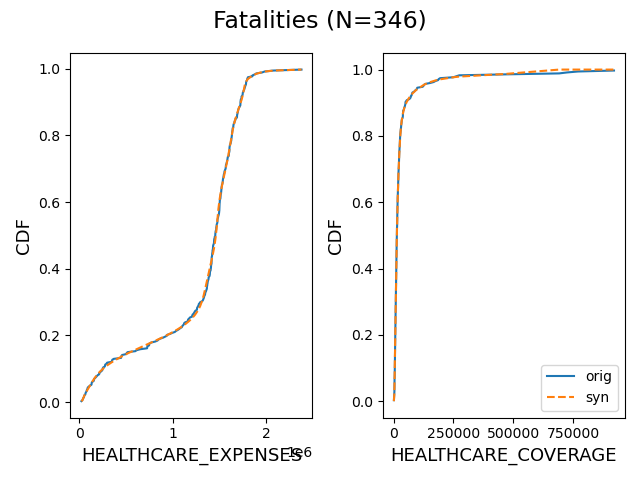 Fatalities (N=346)
CDF
1.0
0.8
0.6
0.4
0.2
0.0
0
1
2
1e6
HEALTHCARE_EXPENSES
CDF
1.0
0.8
0.6
0.4
0.2
0.0
0
250000
500000
750000
HEALTHCARE_COVERAGE
orig
syn